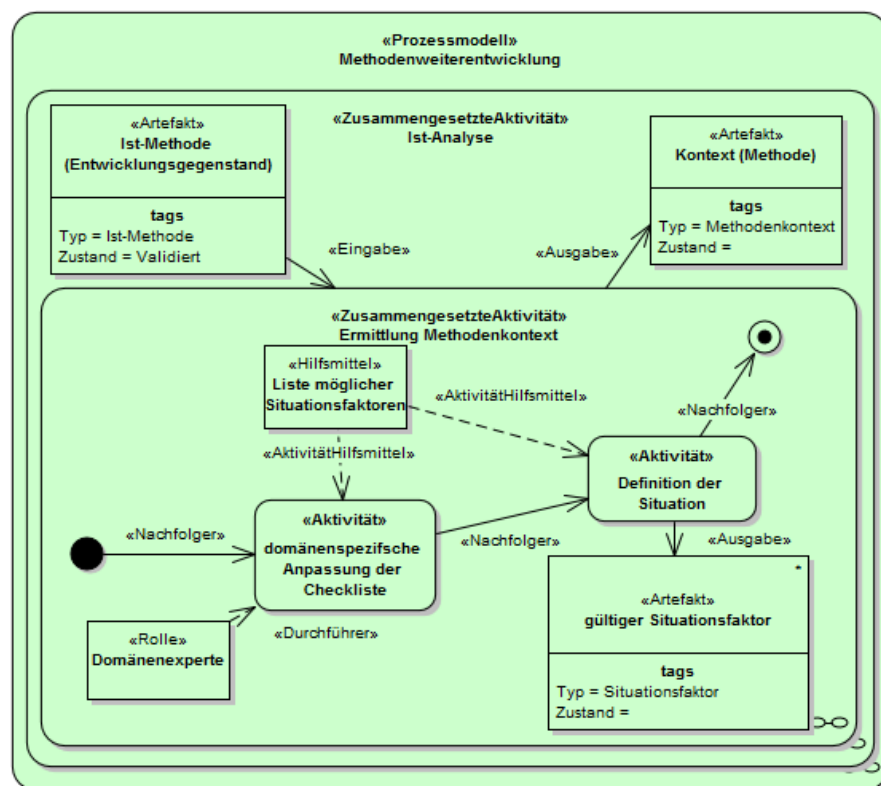 «Prozessmodell»
Methodenweiterentwicklung
«ZusammengesetzteAktivität»
Ist-Analyse
«Artefakt»
Ist-Methode
(Entwicklungsgegenstand)
tags
Typ = Ist-Methode
Zustand = Validiert
«Artefakt»
Kontext (Methode)
tags
Typ = Methodenkontext
Zustand =
«Eingabe»
«Ausgabe»
«ZusammengesetzteAktivität»
Ermittlung Methodenkontext
«Hilfsmittel»
Liste möglicher
Situationsfaktoren
«AktivitätHilfsmittel»
«Nachfolger»
«AktivitätHilfsmittel»
«Aktivität»
Definition der
Situation
«Nachfolger»
«Aktivität»
domänenspezifsche
Anpassung der
Checkliste
«Nachfolger»
«Ausgabe»
«Rolle»
Domänenexperte
«Durchführer»
*
«Artefakt»
gültiger Situationsfaktor
tags
Typ = Situationsfaktor
Zustand =